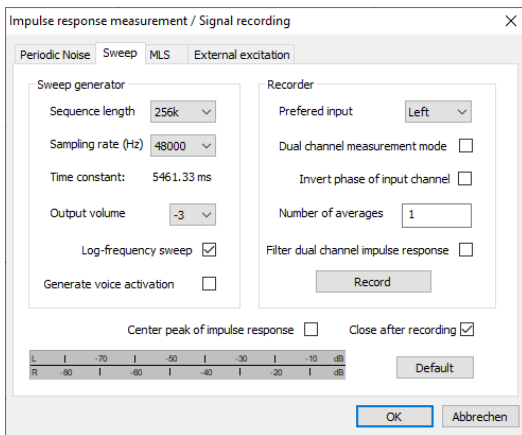 Impulse response measurement / Signal recording
Periodic Noise Sweep MLS External excitation
Sweep generator
Sequence length 256k
Sampling rate (Hz) 48000
Time constant: 5461.33 ms
Output volume -3
Log-frequency sweep
Generate voice activation
Recorder
Prefered input Left
Dual channel measurement mode
Invert phase of input channel
Number of averages 1
Filter dual channel impulse response
Record
Center peak of impulse response Close after recording
L -70 -50 -30 -10 dB
R -80 -60 -40 -20 dB
Default
OK Abbrechen